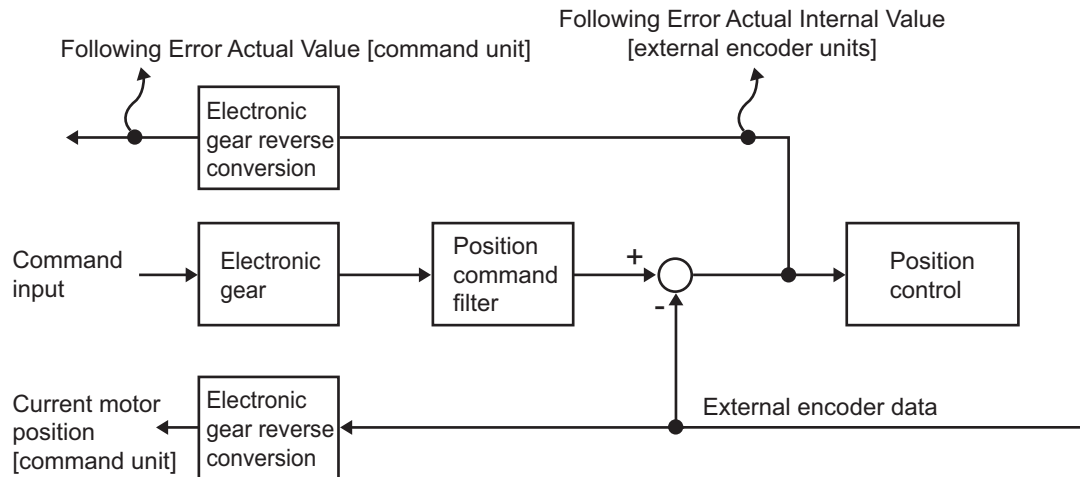 Following Error Actual Internal Value
[external encoder units]
Following Error Actual Value [command unit]
Electronic
gear reverse
conversion
Command
input
Electronic
gear
Position
command
filter
+
-
Position
control
Current motor
position
[command unit]
Electronic
gear reverse
conversion
External encoder data